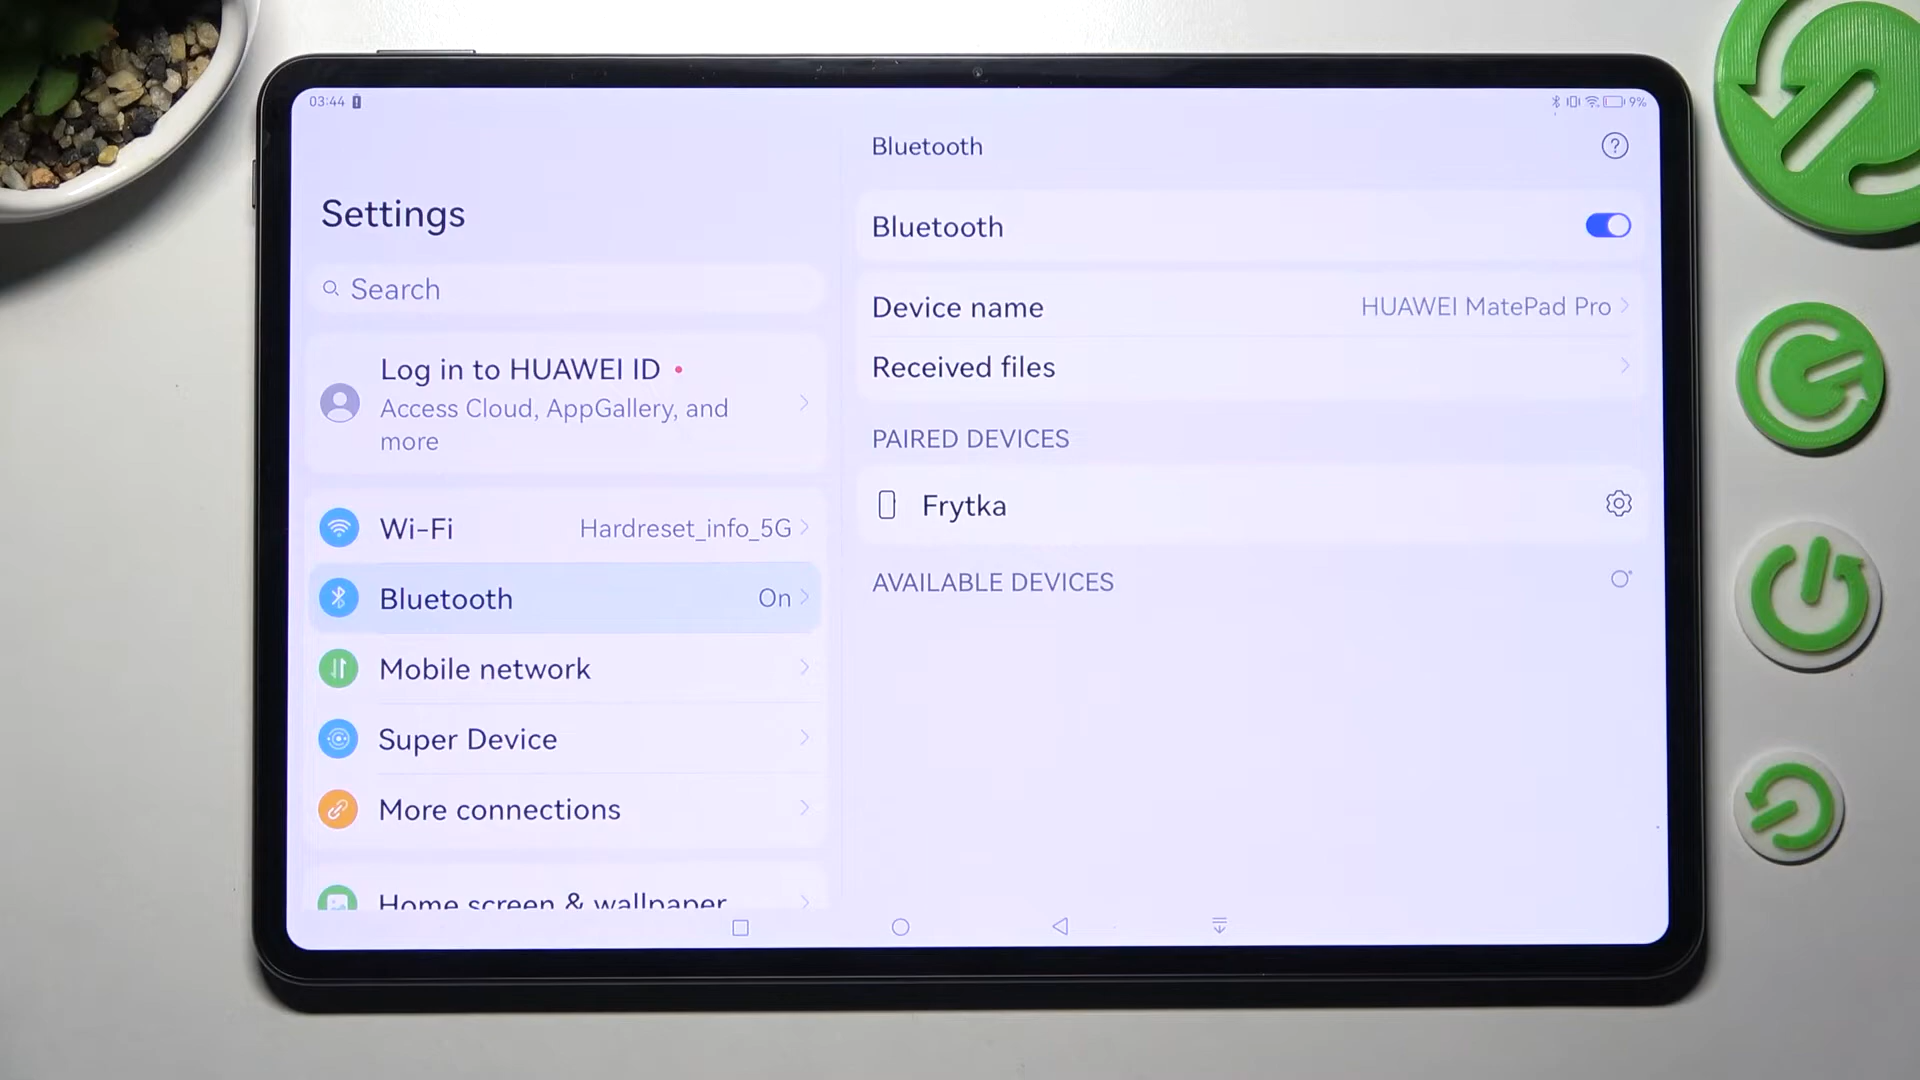 03:44
9%
Settings
Search
Log in to HUAWEI ID
Access Cloud, AppGallery, and
more
Wi-Fi
Hardreset_info_5G
Bluetooth
On
Mobile network
Super Device
More connections
Home screen & wallpaper
Bluetooth
Bluetooth
Device name
HUAWEI MatePad Pro
Received files
PAIRED DEVICES
Frytka
AVAILABLE DEVICES